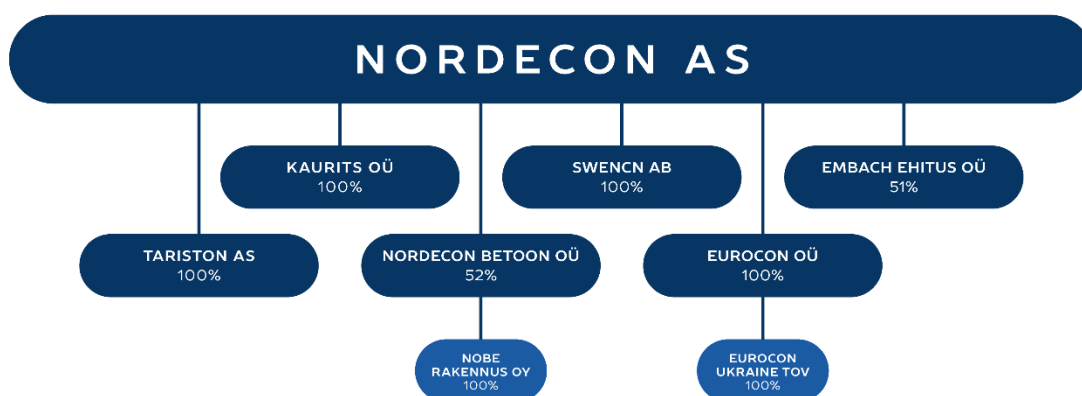 NORDECON AS
KAURITS OÜ
100%
SWENCN AB
100%
EMBACH EHITUS OÜ
51%
TARISTON AS
100%
NORDECON BETOON OÜ
52%
EUROCON OÜ
100%
NOBE
RAKENNUS OY
100%
EUROCON
UKRAINE TOV
100%